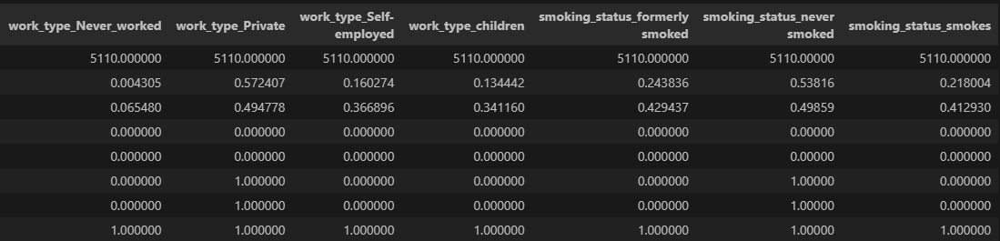 work_type_Never_worked work_type_Private work_type_Self-employed work_type_children smoking_status_formerly smoked smoking_status_never smoked smoking_status_smokes
5110.000000 5110.000000 5110.000000 5110.000000 5110.000000 5110.00000 5110.000000
0.004305 0.572407 0.160274 0.134442 0.243836 0.53816 0.218004
0.065480 0.494778 0.366896 0.341160 0.429437 0.49859 0.412930
0.000000 0.000000 0.000000 0.000000 0.000000 0.00000 0.000000
0.000000 0.000000 0.000000 0.000000 0.000000 0.00000 0.000000
0.000000 1.000000 0.000000 0.000000 0.000000 1.00000 0.000000
0.000000 1.000000 0.000000 0.000000 0.000000 1.00000 0.000000
1.000000 1.000000 1.000000 1.000000 1.000000 1.00000 1.000000